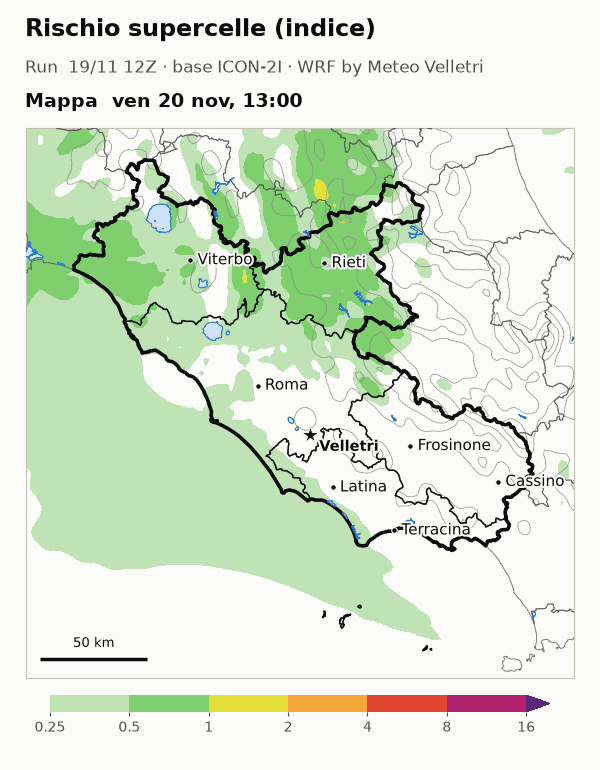 Rischio supercelle (indice)
Run 19/11 12Z · base ICON-2I · WRF by Meteo Velletri
Mappa ven 20 nov, 13:00
Viterbo
Rieti
Roma
Velletri
Frosinone
Cassino
Latina
Terracina
50 km
0.25 0.5 1 2 4 8 16